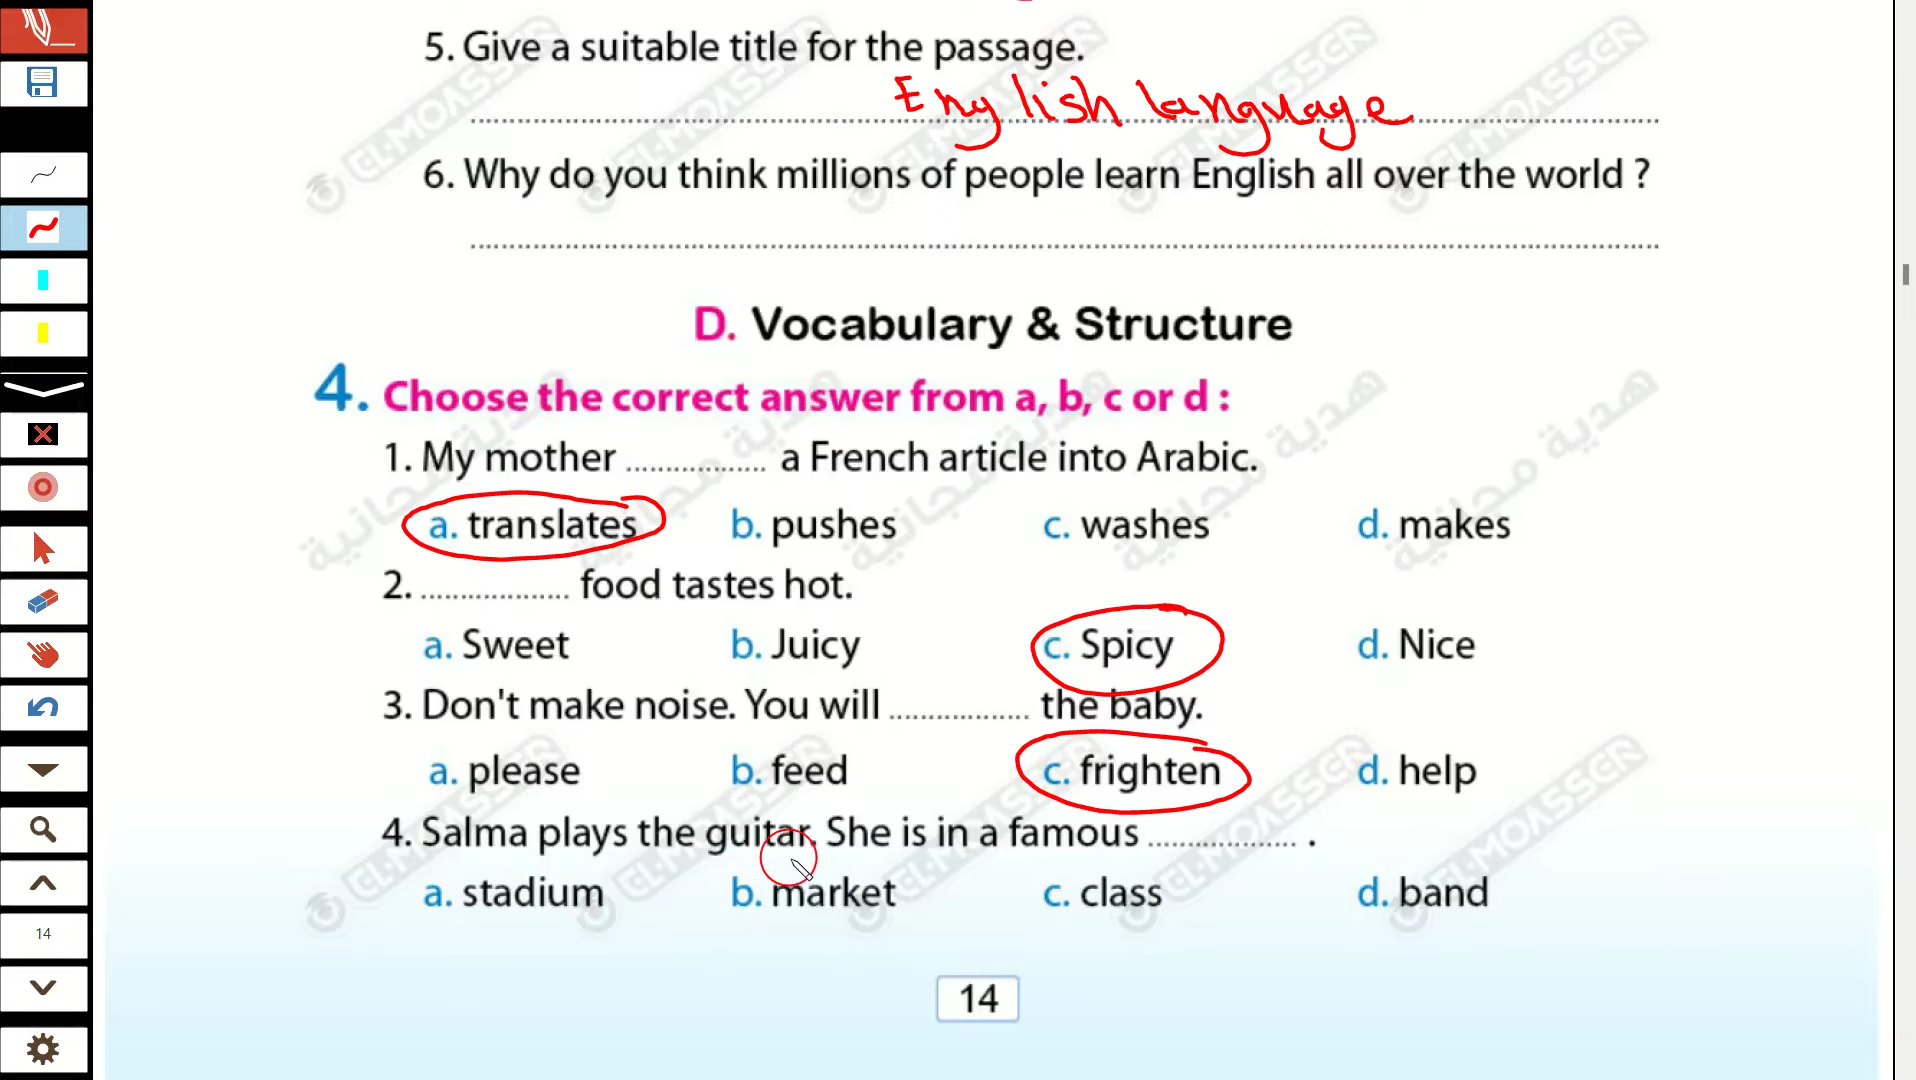 5. Give a suitable title for the passage.
English language
6. Why do you think millions of people learn English all over the world ?
D. Vocabulary & Structure
4. Choose the correct answer from a, b, c or d :
1. My mother .................. a French article into Arabic.
a. translates b. pushes c. washes d. makes
2. ................... food tastes hot.
a. Sweet b. Juicy c. Spicy d. Nice
3. Don't make noise. You will .................. the baby.
a. please b. feed c. frighten d. help
4. Salma plays the guitar. She is in a famous ................... .
a. stadium b. market c. class d. band
14
14
ELMOASSER
هدية مجانية